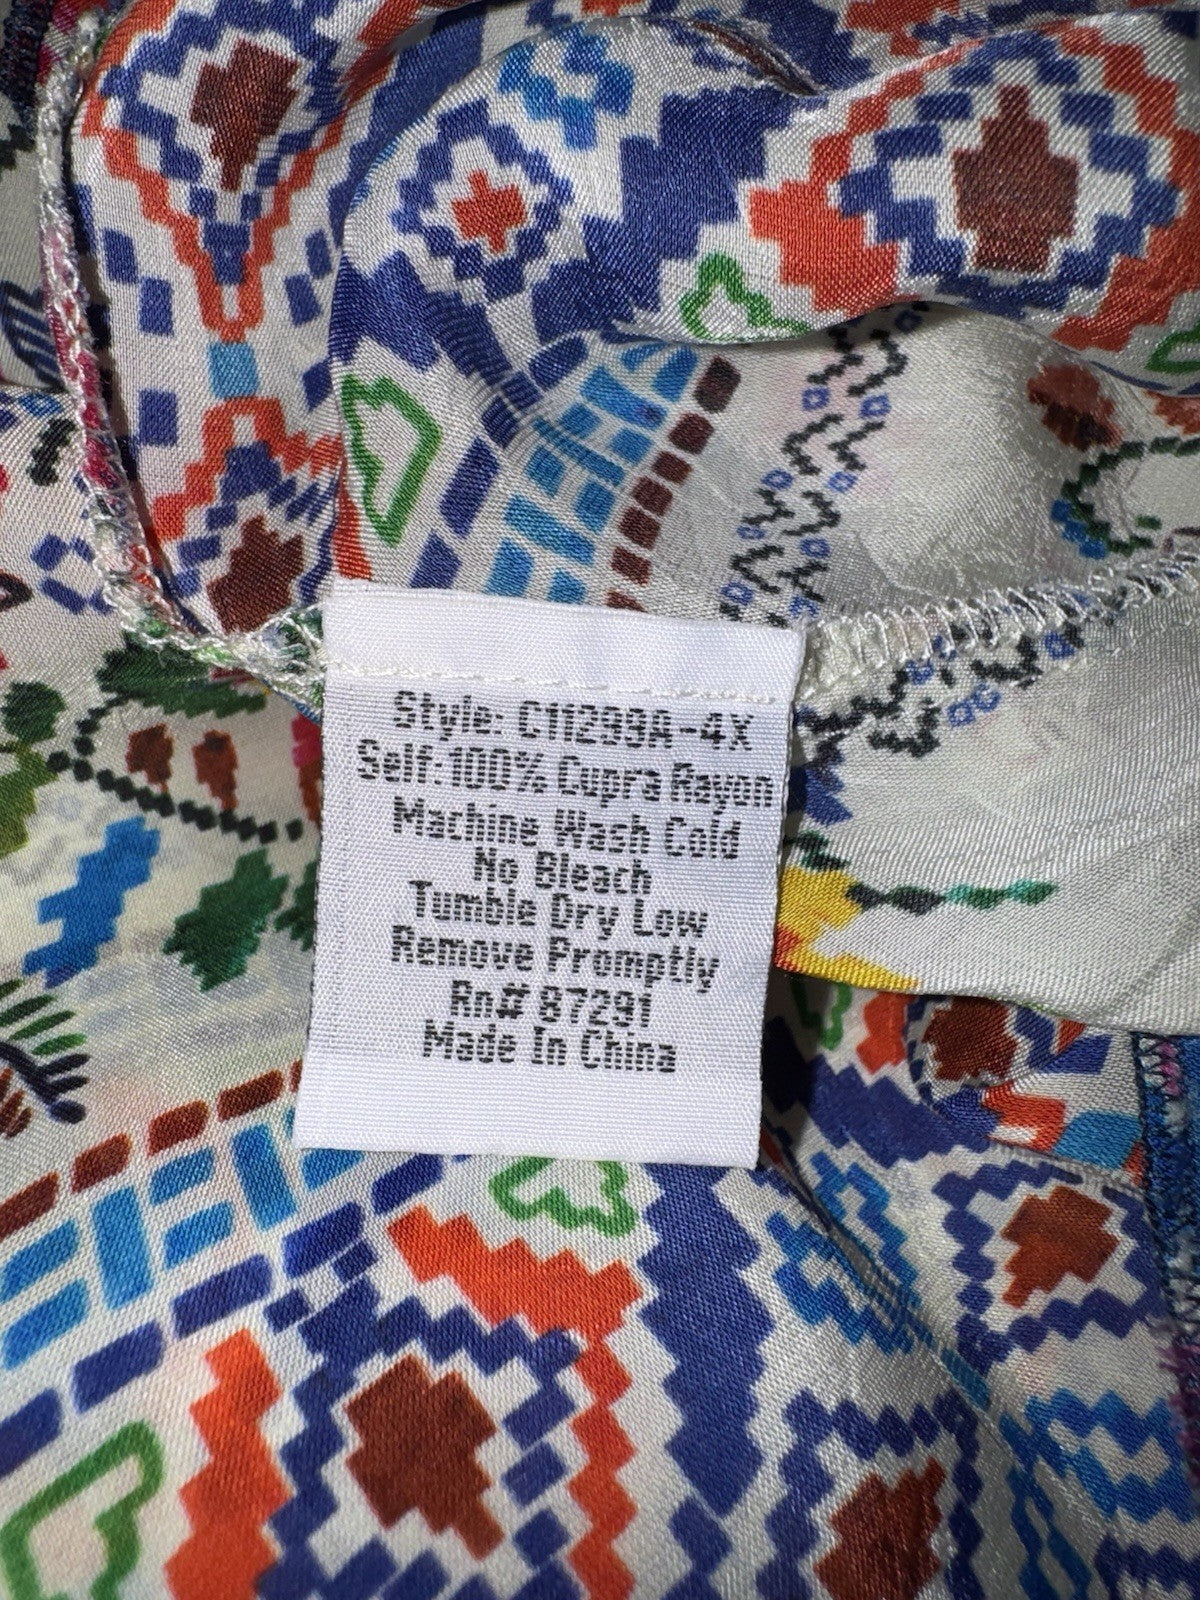 Style: C11299A-4X
Self: 100% Cupra Rayon
Machine Wash Cold
No Bleach
Tumble Dry Low
Remove Promptly
Rn# 87291
Made In China